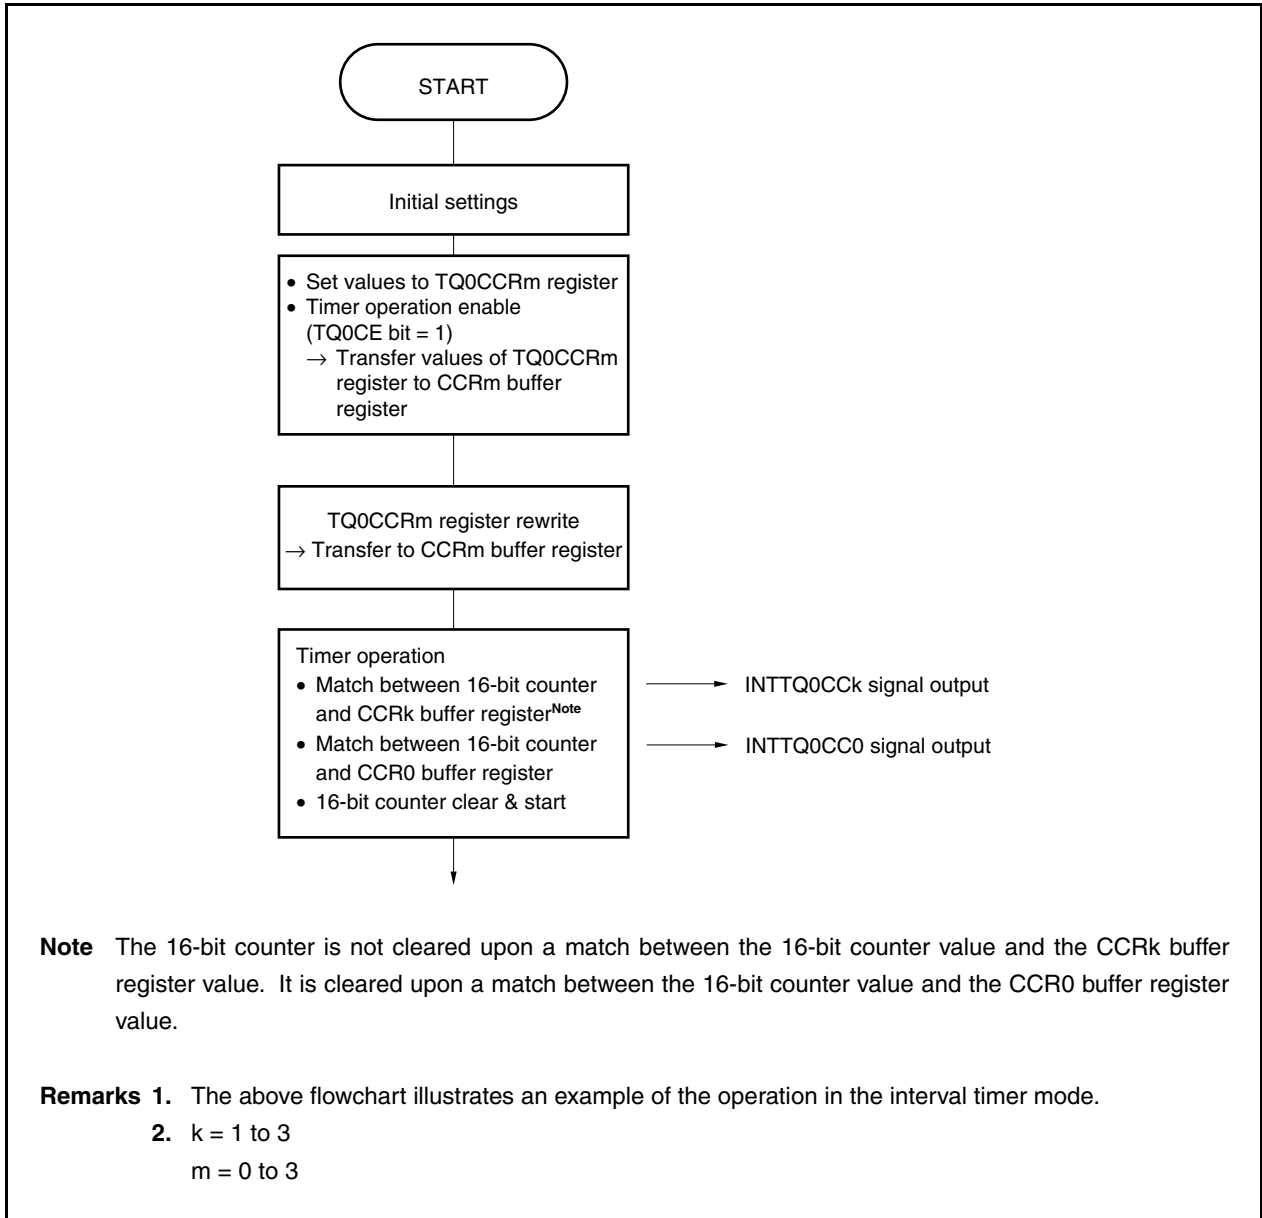 START
Initial settings
• Set values to TQ0CCRm register
• Timer operation enable
(TQ0CE bit = 1)
→ Transfer values of TQ0CCRm
register to CCRm buffer
register
TQ0CCRm register rewrite
→ Transfer to CCRm buffer register
Timer operation
• Match between 16-bit counter
and CCRk buffer registerNote
• Match between 16-bit counter
and CCR0 buffer register
• 16-bit counter clear & start
INTTQ0CCk signal output
INTTQ0CC0 signal output
Note The 16-bit counter is not cleared upon a match between the 16-bit counter value and the CCRk buffer
register value. It is cleared upon a match between the 16-bit counter value and the CCR0 buffer register
value.
Remarks 1. The above flowchart illustrates an example of the operation in the interval timer mode.
2. k = 1 to 3
m = 0 to 3